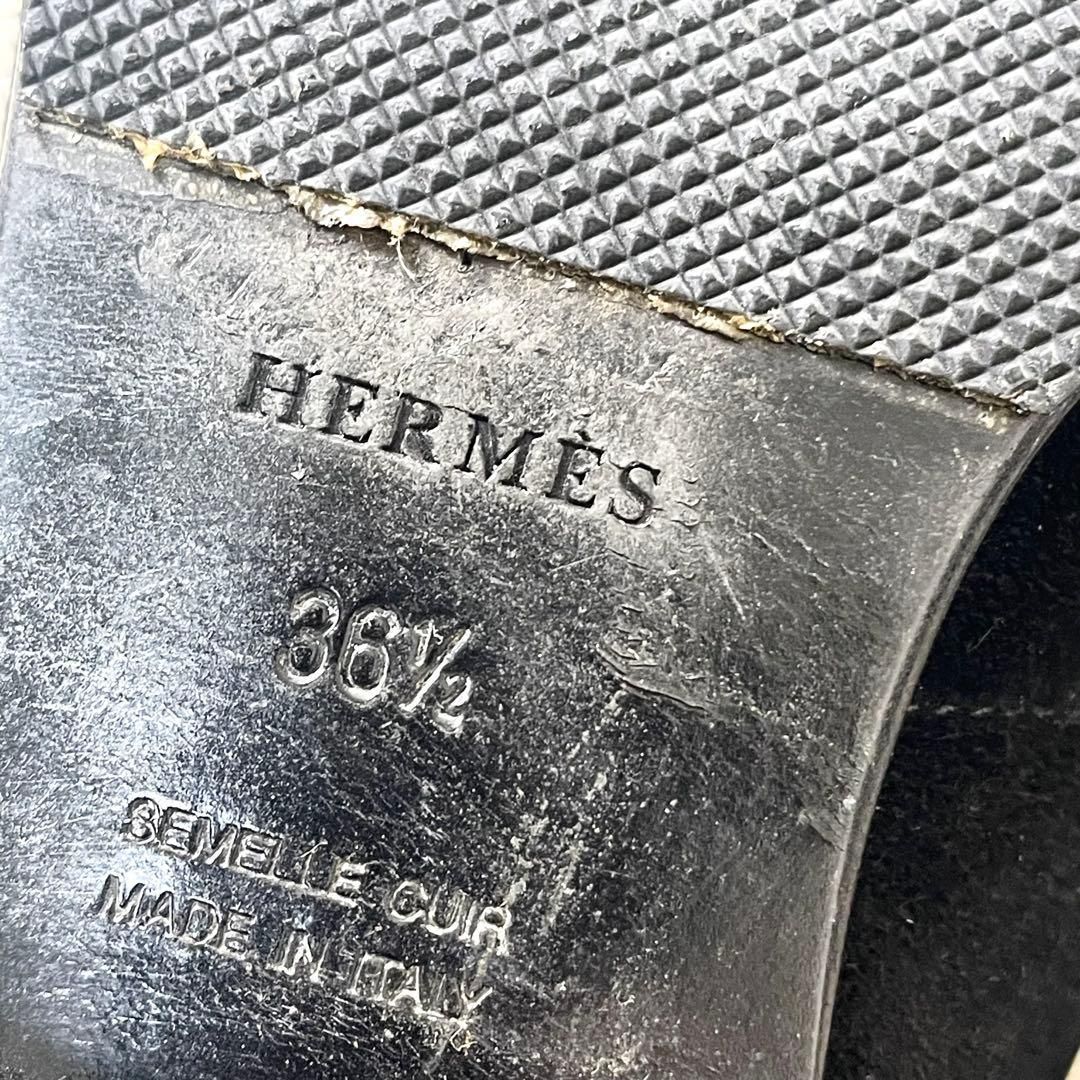 HERMÈS
36½
SEMELLE CUIR
MADE IN ITALY